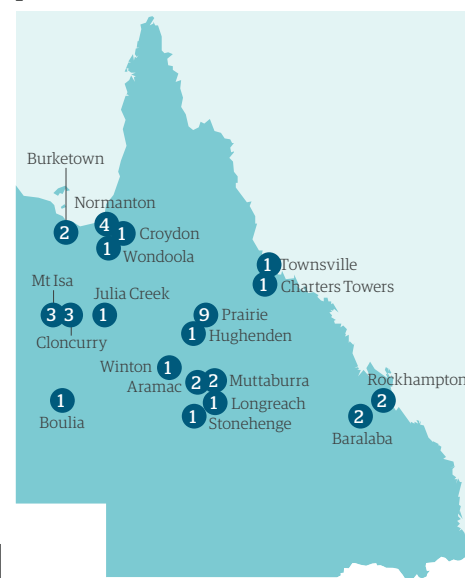 Burketown
Normanton
4
2
1
Croydon
1
Wondoola
1
Townsville
1
Charters Towers
Mt Isa
Julia Creek
3
3
1
9
Prairie
Cloncurry
1
Hughenden
Winton
1
Aramac
2
2
Muttaburra
Rockhampton
1
Boulia
1
Longreach
2
1
Stonehenge
2
Baralaba